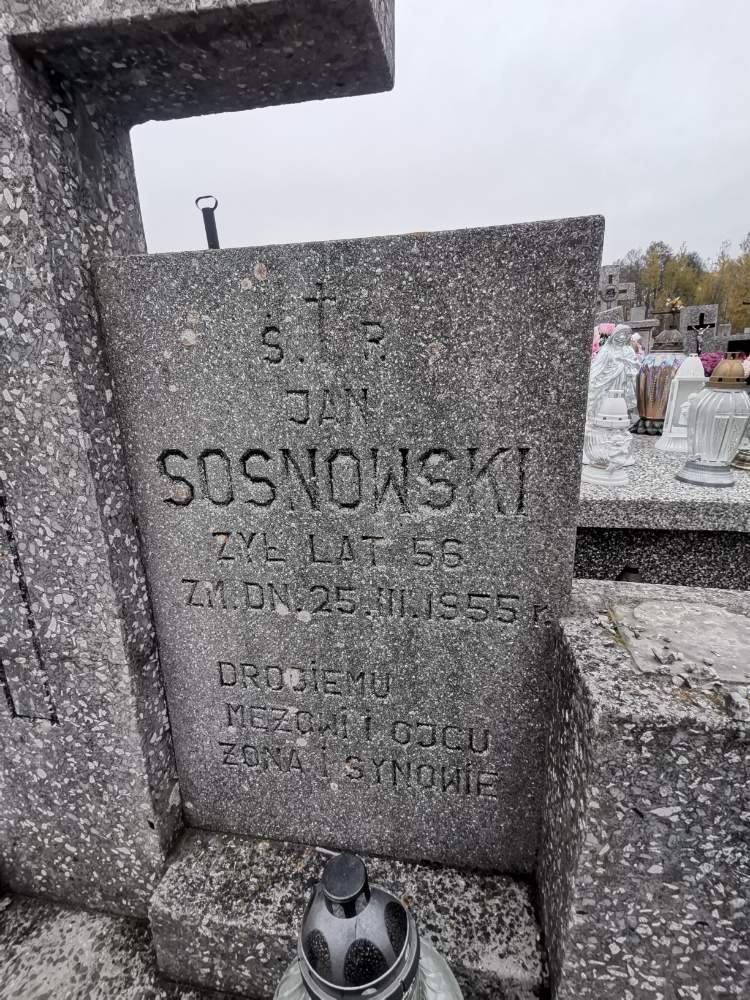 Ś. P.
JAN
SOSNOWSKI
ŻYŁ LAT 56
ZM. DN. 25.III.1955 r.
DROGIEMU
MĘŻOWI I OJCU
ŻONA I SYNOWIE